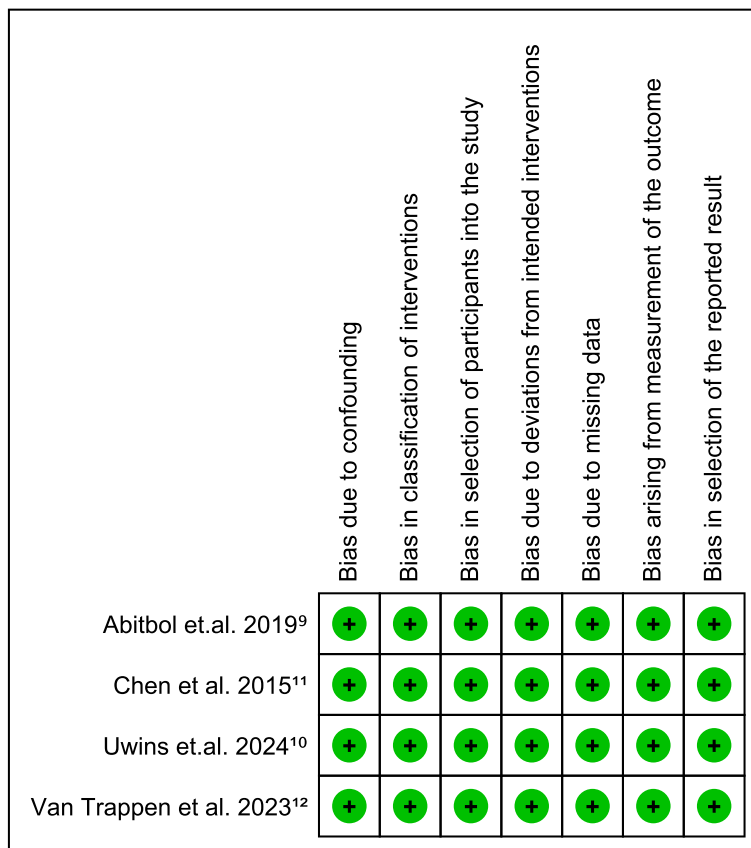 Bias due to confounding
Bias in classification of interventions
Bias in selection of participants into the study
Bias due to deviations from intended interventions
Bias due to missing data
Bias arising from measurement of the outcome
Bias in selection of the reported result
Abitbol et.al. 2019⁹ + + + + + + +
Chen et al. 2015¹¹ + + + + + + +
Uwins et.al. 2024¹⁰ + + + + + + +
Van Trappen et al. 2023¹² + + + + + + +